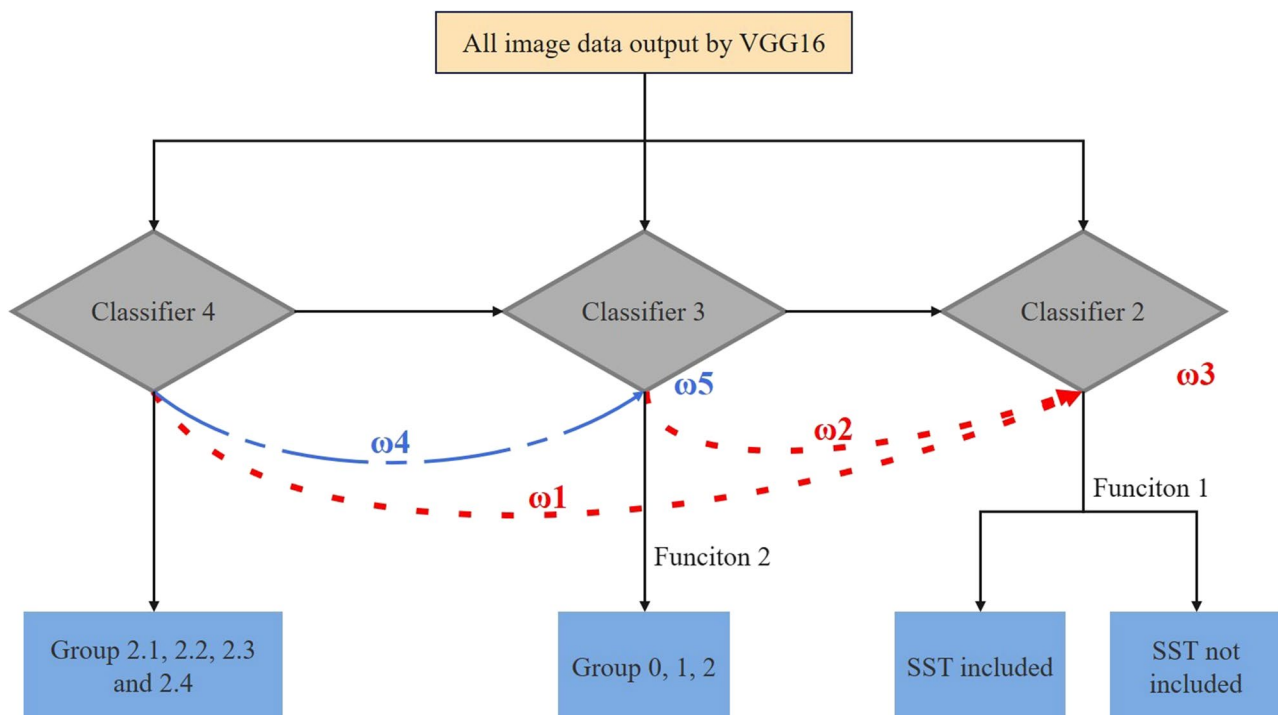 All image data output by VGG16
Classifier 4
Classifier 3
Classifier 2
ω5
ω3
ω4
ω2
ω1
Funciton 1
Funciton 2
Group 2.1, 2.2, 2.3
and 2.4
Group 0, 1, 2
SST included
SST not
included